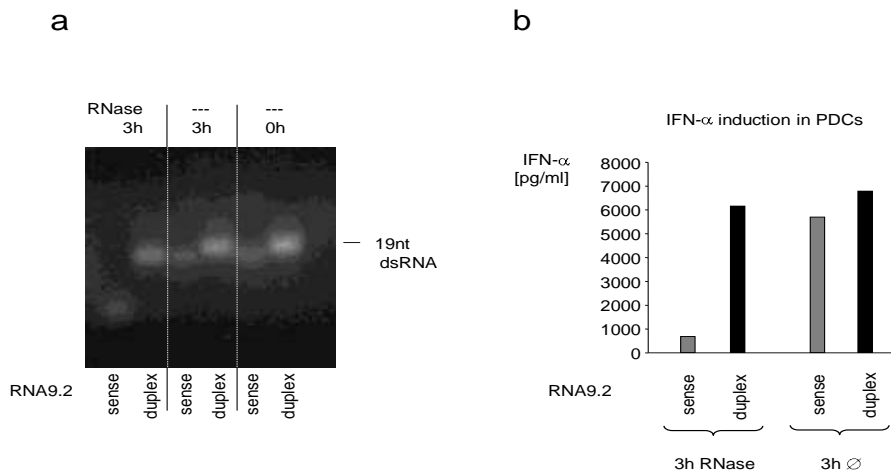 a
RNase --- ---
3h 3h 0h
19nt
dsRNA
RNA9.2 sense duplex sense duplex sense duplex
b
IFN-α induction in PDCs
IFN-α
[pg/ml]
8000
7000
6000
5000
4000
3000
2000
1000
0
RNA9.2 sense duplex sense duplex
3h RNase 3h ∅